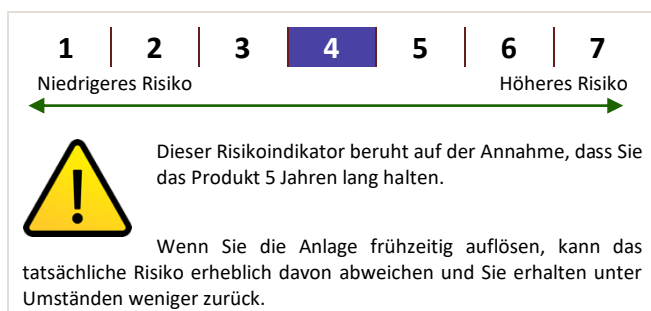 1 2 3 4 5 6 7
Niedrigeres Risiko Höheres Risiko
Dieser Risikoindikator beruht auf der Annahme, dass Sie
das Produkt 5 Jahren lang halten.
Wenn Sie die Anlage frühzeitig auflösen, kann das
tatsächliche Risiko erheblich davon abweichen und Sie erhalten unter
Umständen weniger zurück.